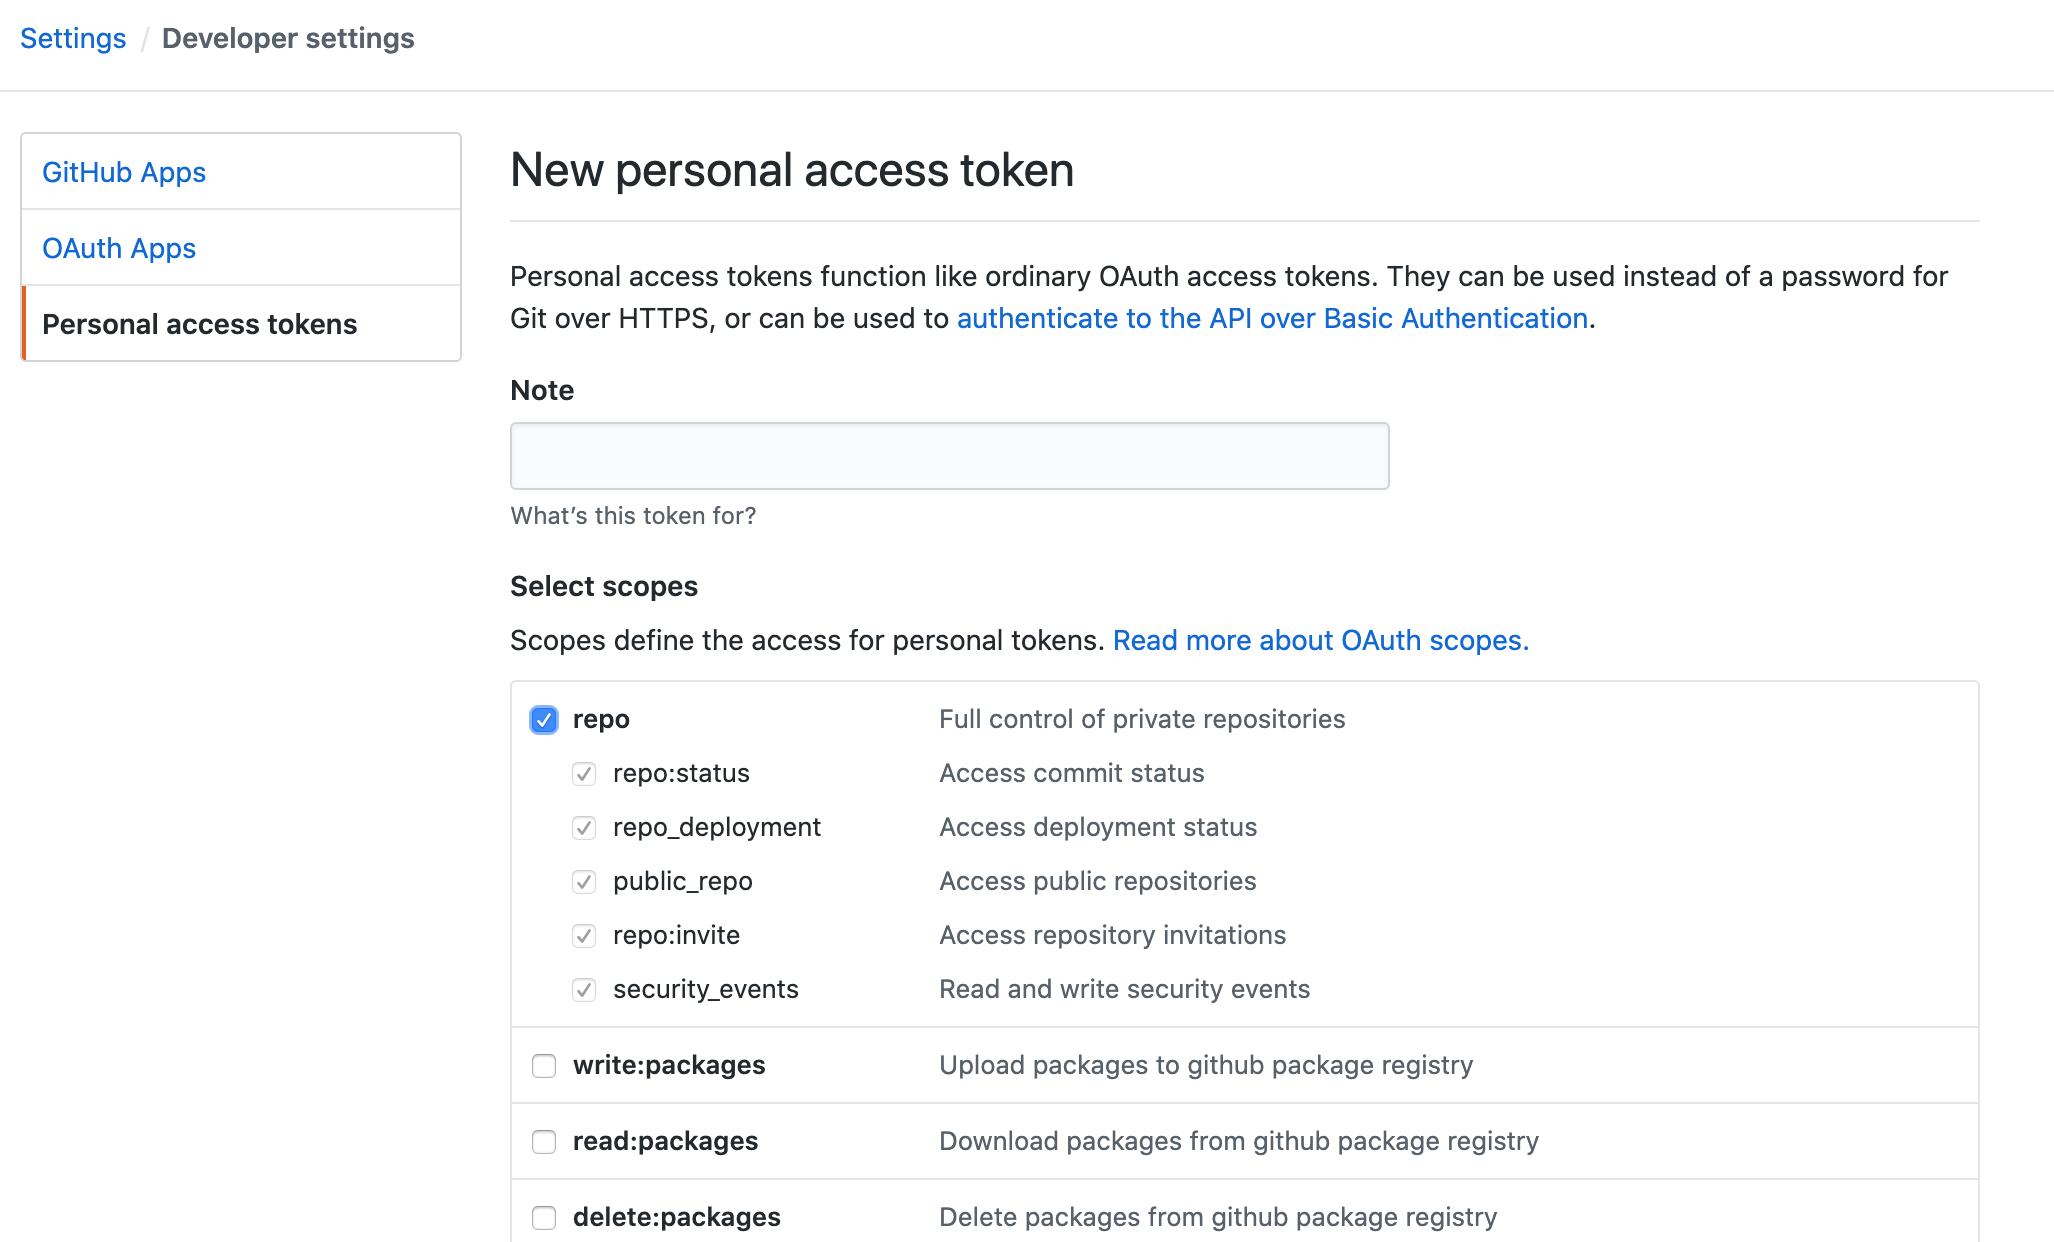 Settings / Developer settings
GitHub Apps
OAuth Apps
Personal access tokens
New personal access token
Personal access tokens function like ordinary OAuth access tokens. They can be used instead of a password for
Git over HTTPS, or can be used to authenticate to the API over Basic Authentication.
Note
What’s this token for?
Select scopes
Scopes define the access for personal tokens. Read more about OAuth scopes.
repo Full control of private repositories
repo:status Access commit status
repo_deployment Access deployment status
public_repo Access public repositories
repo:invite Access repository invitations
security_events Read and write security events
write:packages Upload packages to github package registry
read:packages Download packages from github package registry
delete:packages Delete packages from github package registry